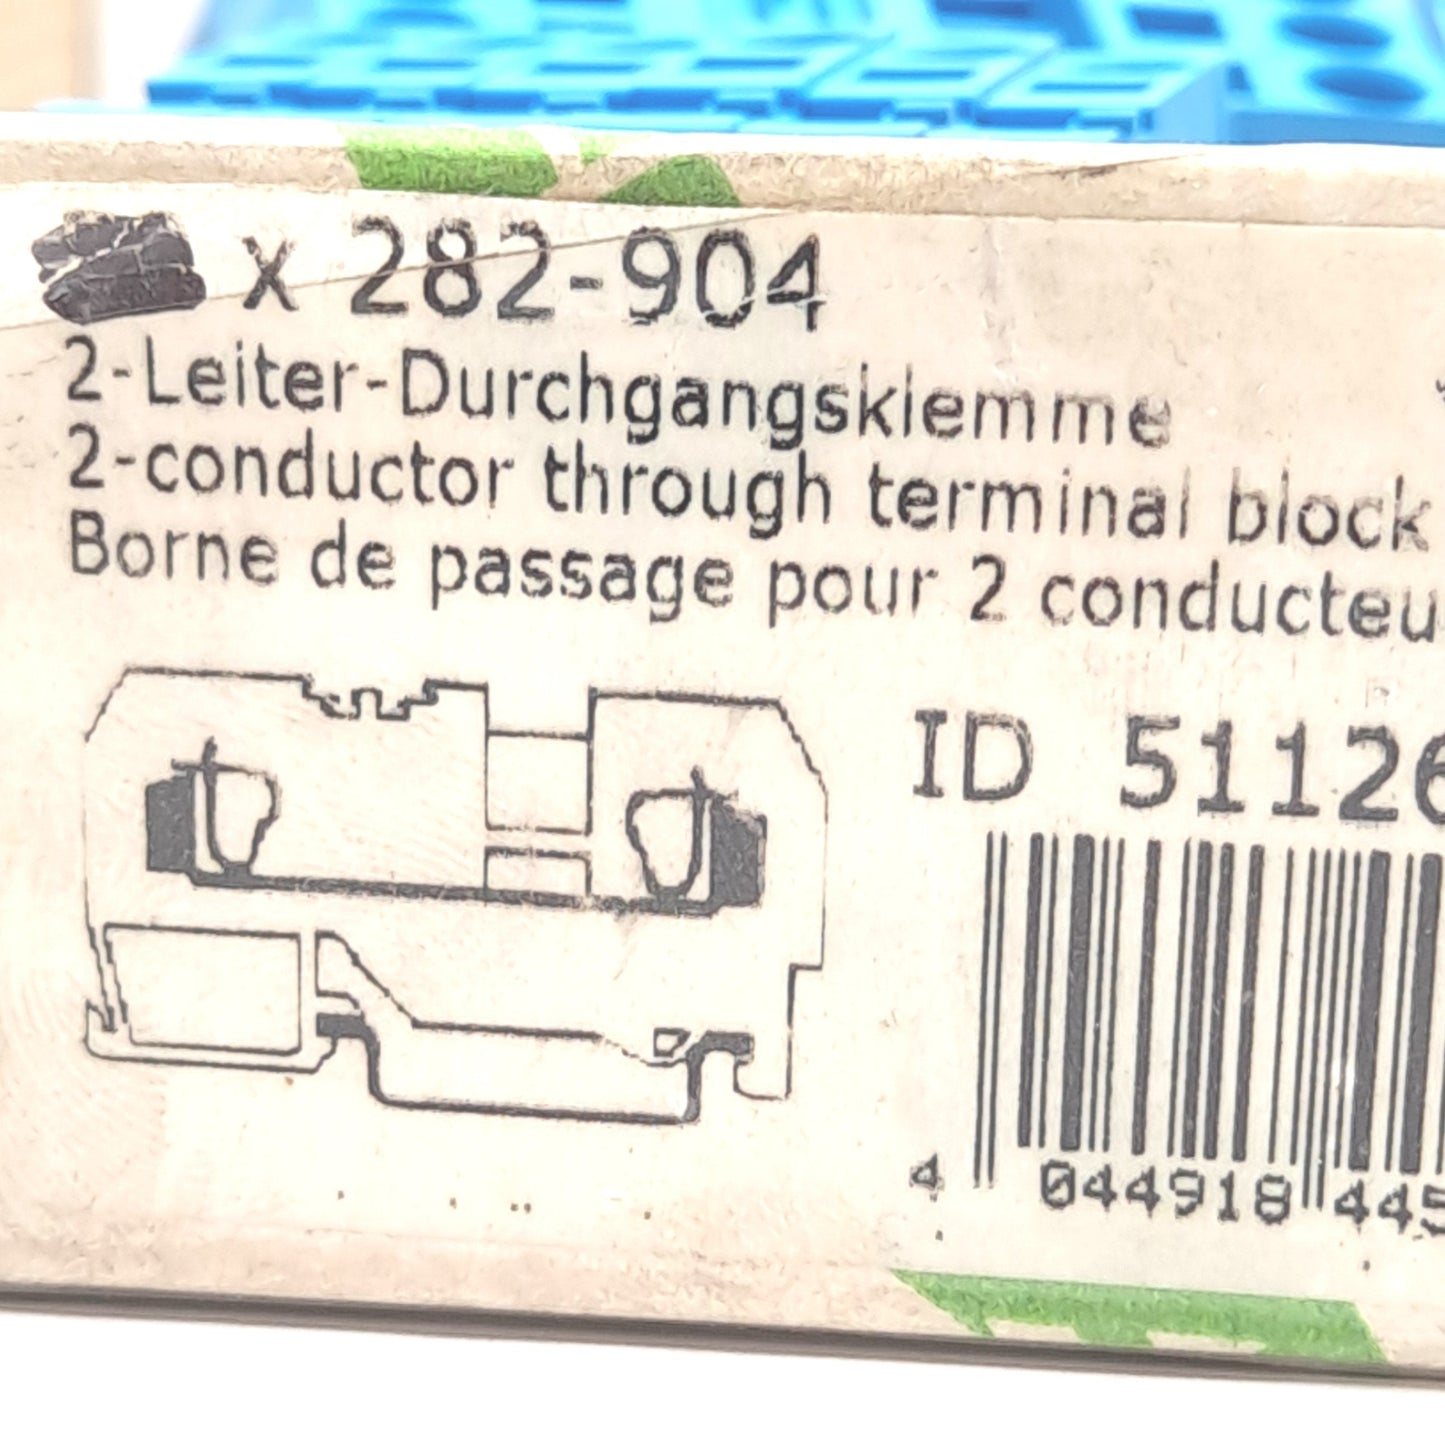 x 282-904
2-Leiter-Durchgangsklemme
2-conductor through terminal block
Borne de passage pour 2 conducteu
ID 51126
4 044918 445